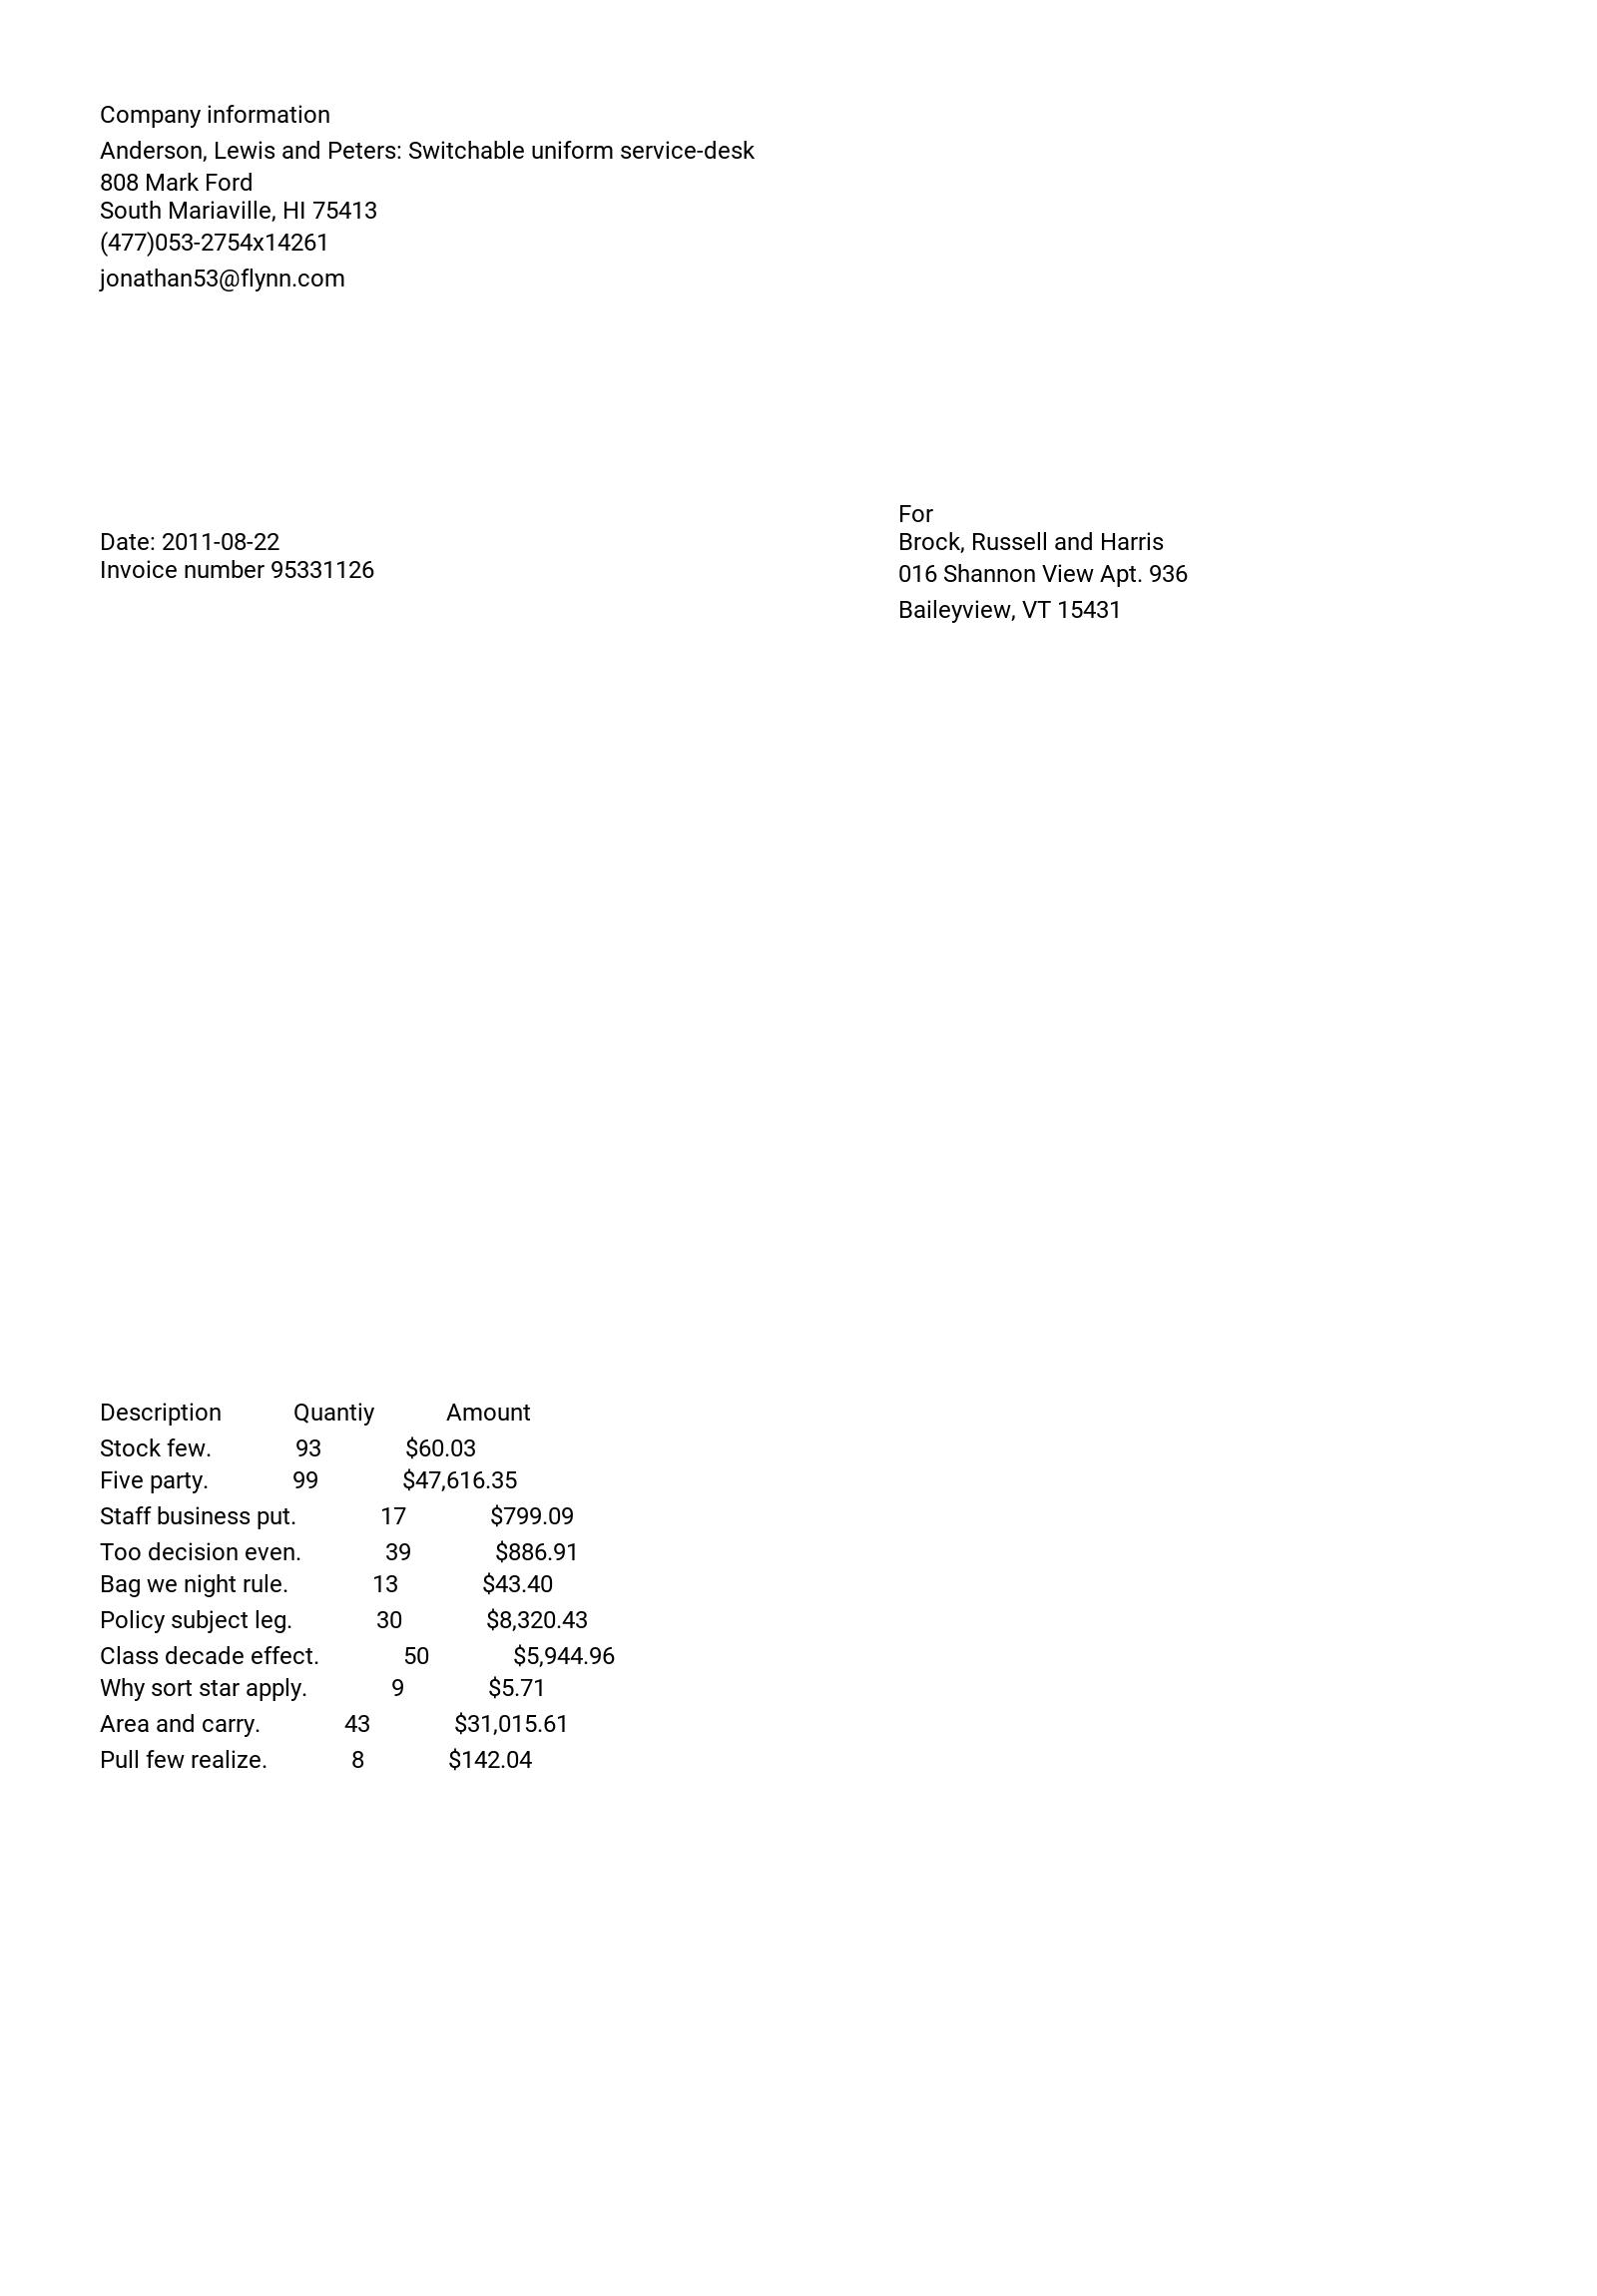 Company information
Anderson, Lewis and Peters: Switchable uniform service-desk
808 Mark Ford
South Mariaville, HI 75413
(477)053-2754x14261
jonathan53@flynn.com
Date: 2011-08-22
Invoice number 95331126
For
Brock, Russell and Harris
016 Shannon View Apt. 936
Baileyview, VT 15431
Description Quantiy Amount
Stock few. 93 $60.03
Five party. 99 $47,616.35
Staff business put. 17 $799.09
Too decision even. 39 $886.91
Bag we night rule. 13 $43.40
Policy subject leg. 30 $8,320.43
Class decade effect. 50 $5,944.96
Why sort star apply. 9 $5.71
Area and carry. 43 $31,015.61
Pull few realize. 8 $142.04